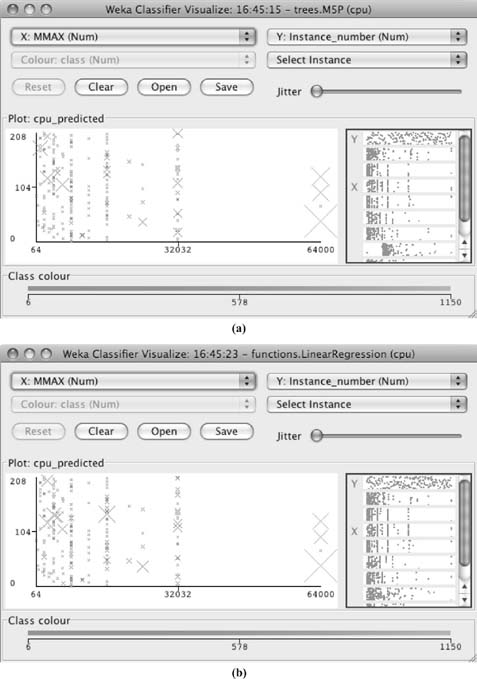 Weka Classifier Visualize: 16:45:15 - trees.M5P (cpu)
X: MMAX (Num)
Y: Instance_number (Num)
Colour: class (Num)
Select Instance
Reset
Clear
Open
Save
Jitter
Plot: cpu_predicted
208
104
0
64
32032
64000
Y
X
Class colour
6
578
1150
(a)
Weka Classifier Visualize: 16:45:23 - functions.LinearRegression (cpu)
X: MMAX (Num)
Y: Instance_number (Num)
Colour: class (Num)
Select Instance
Reset
Clear
Open
Save
Jitter
Plot: cpu_predicted
208
104
0
64
32032
64000
Y
X
Class colour
6
578
1150
(b)